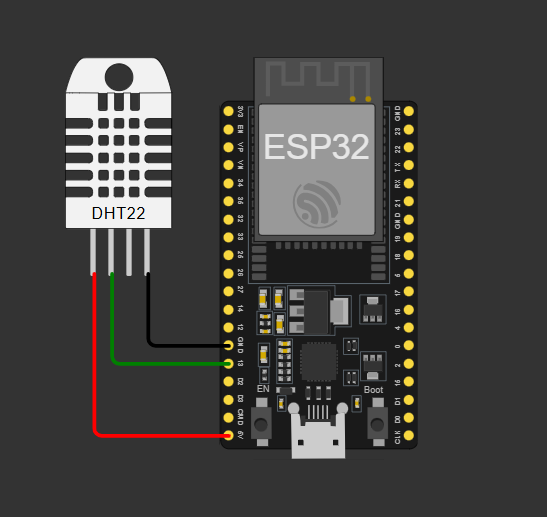 DHT22
ESP32
3V3
EN
VP
VN
34
35
32
33
25
26
27
14
12
GND
13
D2
D3
CMD
5V
GND
23
22
TX
RX
21
GND
19
18
5
17
16
4
0
2
15
D1
D0
CLK
EN
Boot